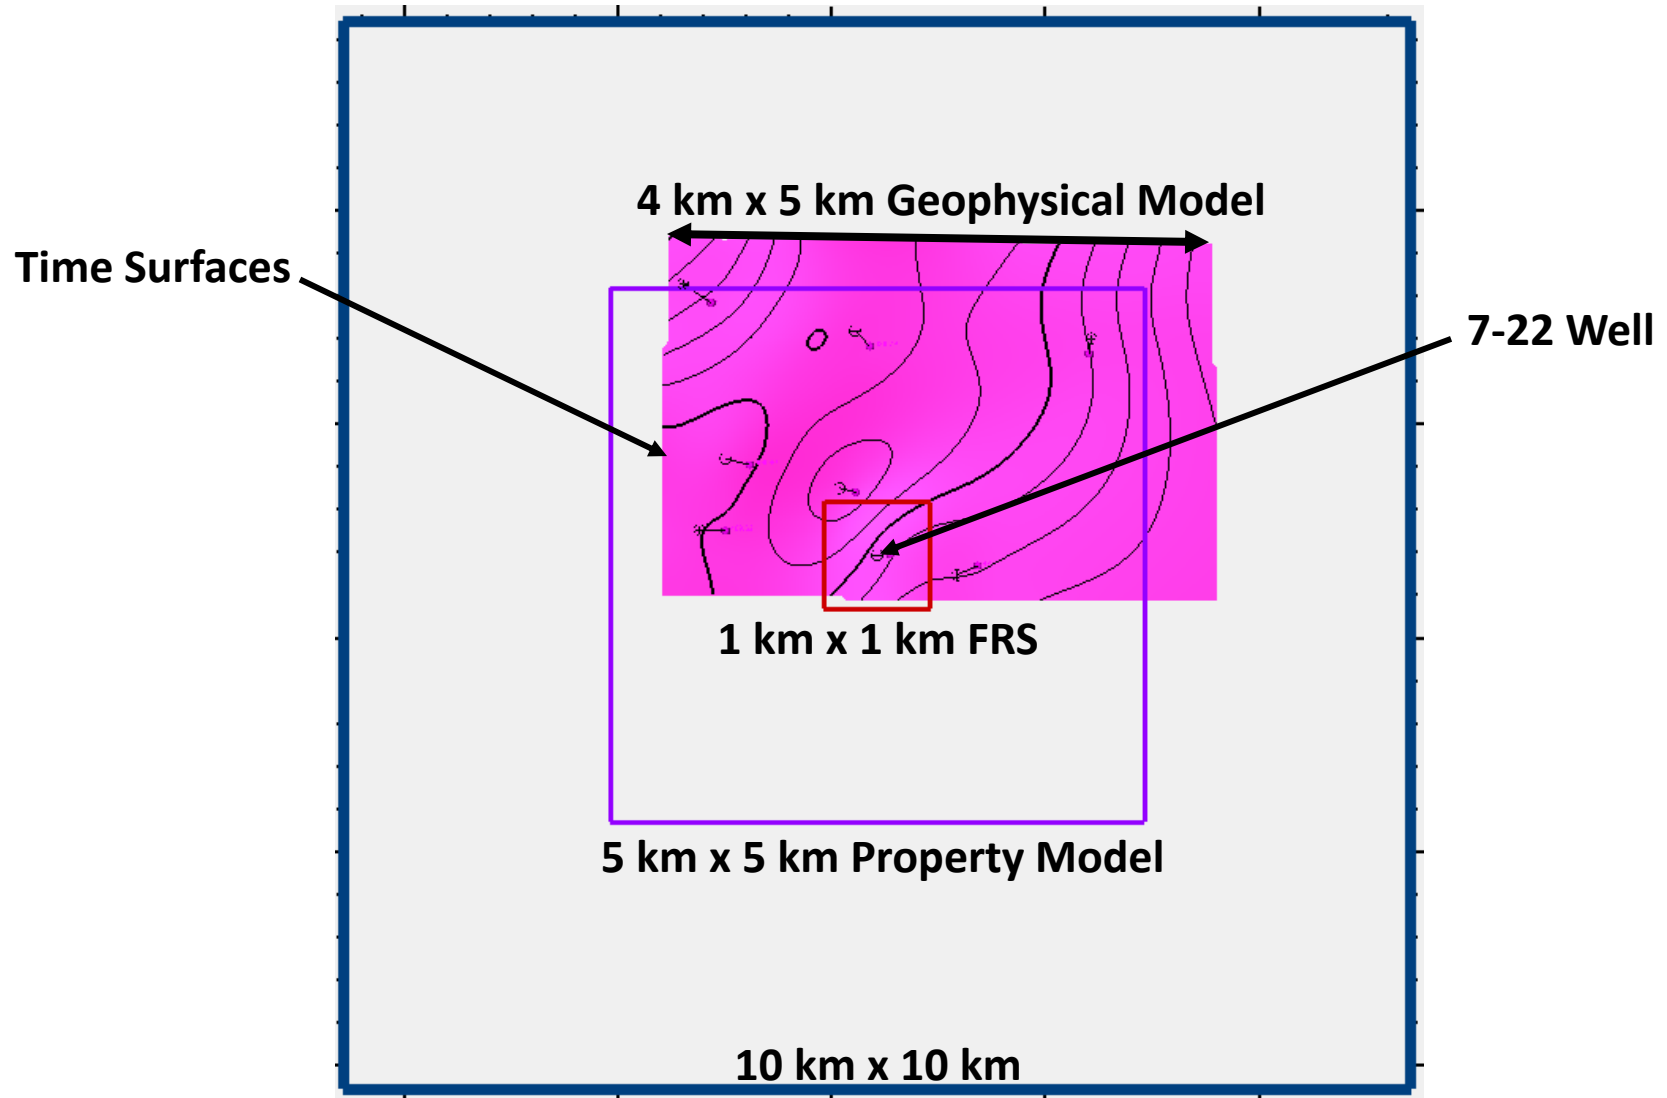 4 km x 5 km Geophysical Model
Time Surfaces
7-22 Well
1 km x 1 km FRS
5 km x 5 km Property Model
10 km x 10 km